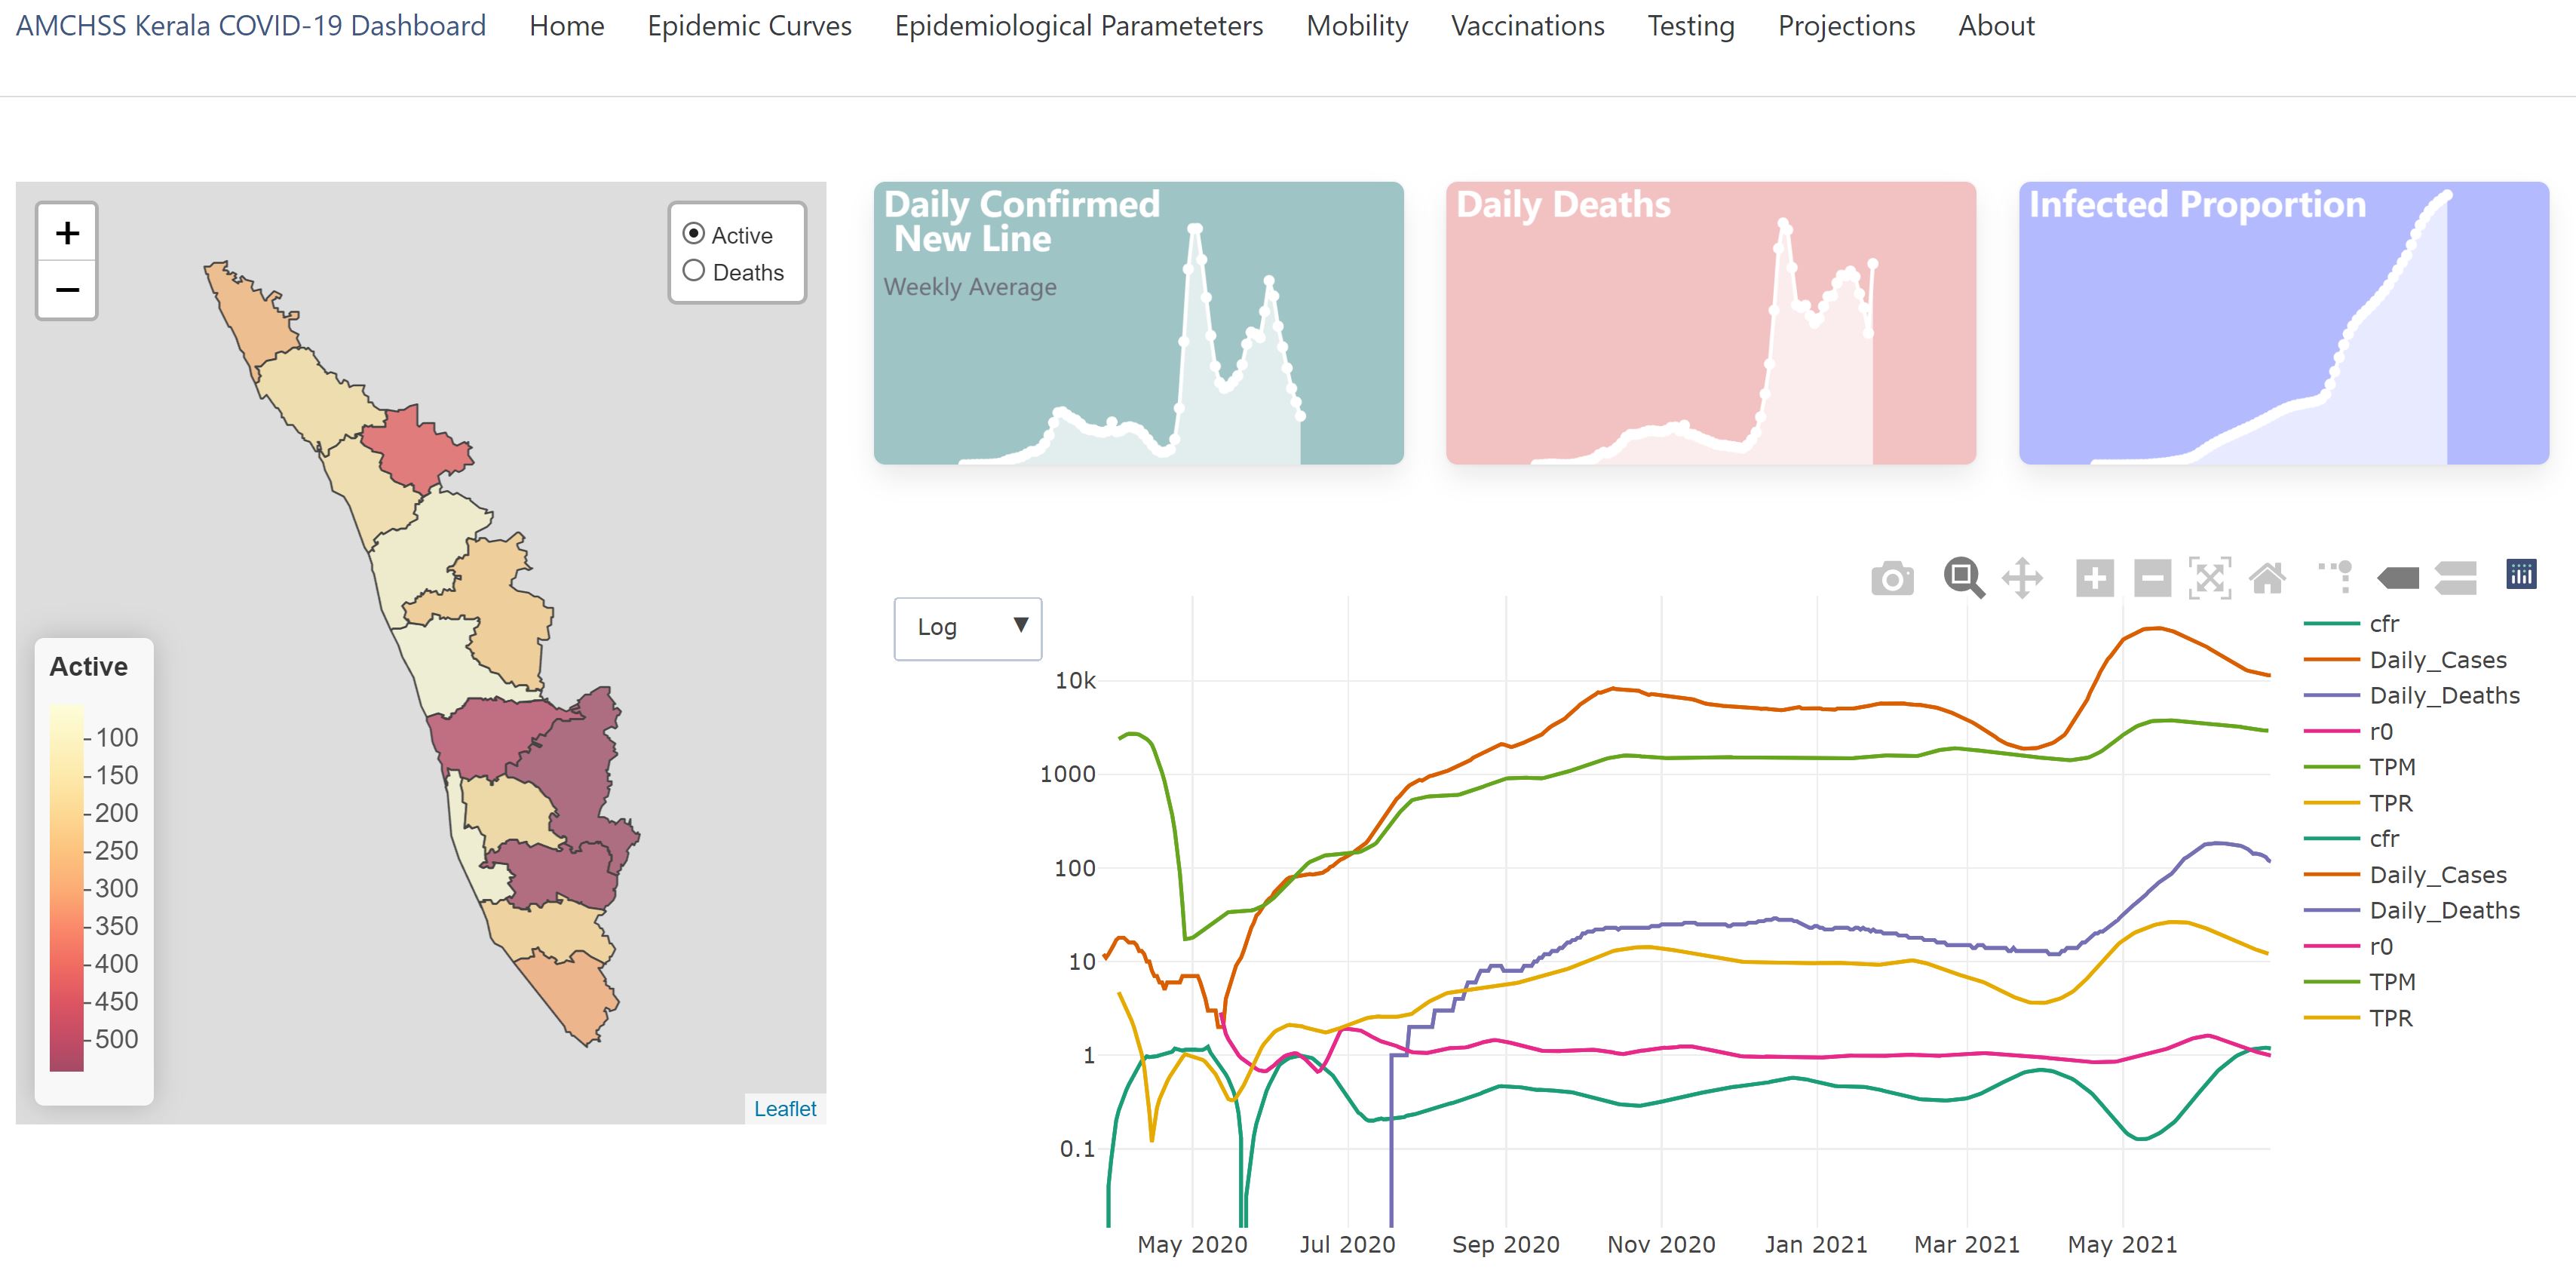 AMCHSS Kerala COVID-19 Dashboard Home Epidemic Curves Epidemiological Parameteters Mobility Vaccinations Testing Projections About
+
−
Active
Deaths
Active
100
150
200
250
300
350
400
450
500
Leaflet
Daily Confirmed
New Line
Weekly Average
Daily Deaths
Infected Proportion
Log
10k
1000
100
10
1
0.1
May 2020
Jul 2020
Sep 2020
Nov 2020
Jan 2021
Mar 2021
May 2021
cfr
Daily_Cases
Daily_Deaths
r0
TPM
TPR
cfr
Daily_Cases
Daily_Deaths
r0
TPM
TPR